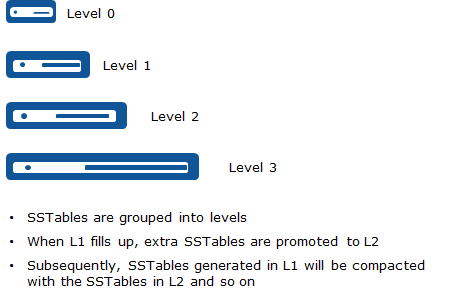 Level 0
Level 1
Level 2
Level 3
• SSTables are grouped into levels
• When L1 fills up, extra SSTables are promoted to L2
• Subsequently, SSTables generated in L1 will be compacted
with the SSTables in L2 and so on